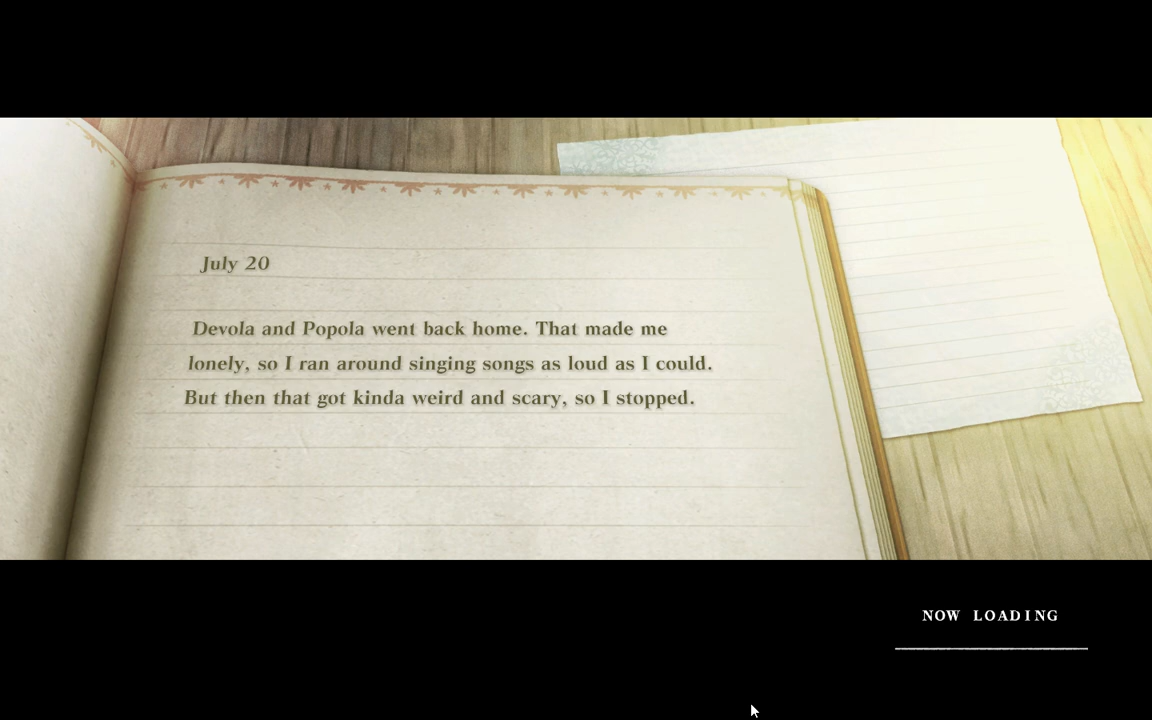 July 20
Devola and Popola went back home. That made me
lonely, so I ran around singing songs as loud as I could.
But then that got kinda weird and scary, so I stopped.
NOW LOADING